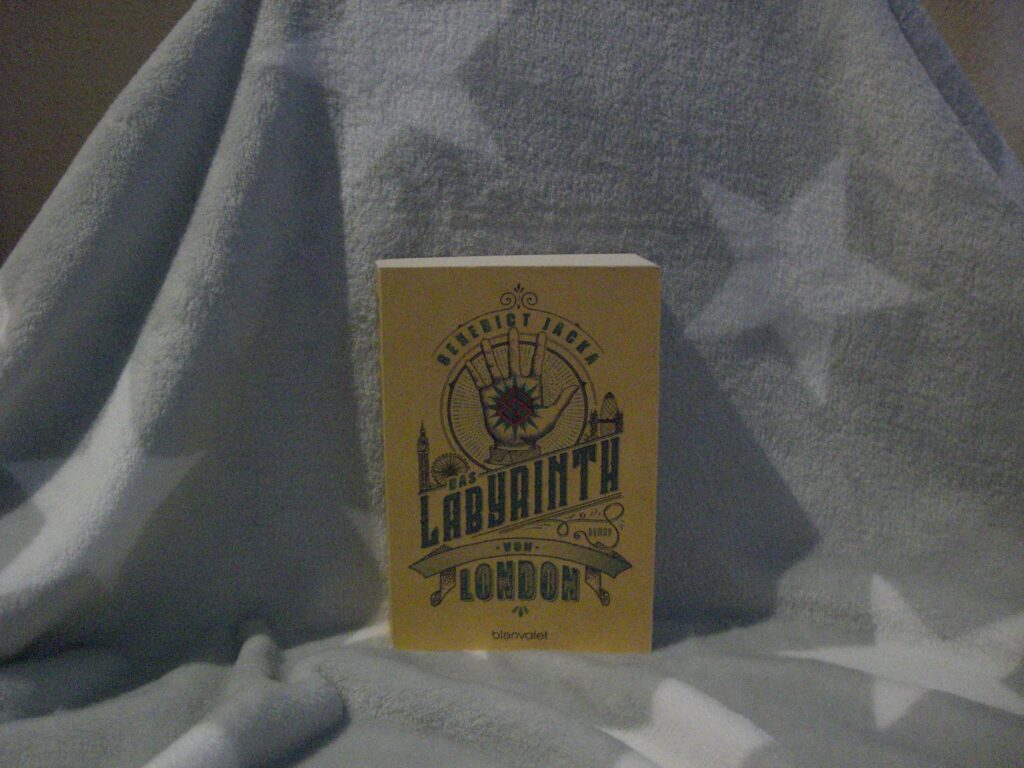 BENEDICT JACKA
DAS
LABYRINTH
ROMAN
VON
LONDON
blanvalet